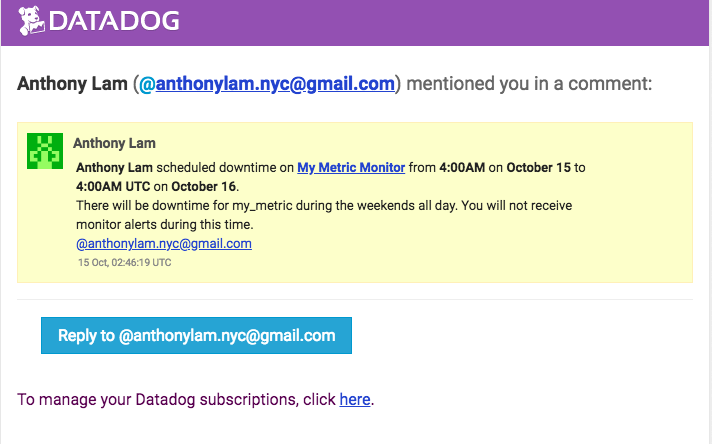 DATADOG
Anthony Lam (@anthonylam.nyc@gmail.com) mentioned you in a comment:
Anthony Lam
Anthony Lam scheduled downtime on My Metric Monitor from 4:00AM on October 15 to
4:00AM UTC on October 16.
There will be downtime for my_metric during the weekends all day. You will not receive
monitor alerts during this time.
@anthonylam.nyc@gmail.com
15 Oct, 02:46:19 UTC
Reply to @anthonylam.nyc@gmail.com
To manage your Datadog subscriptions, click here.